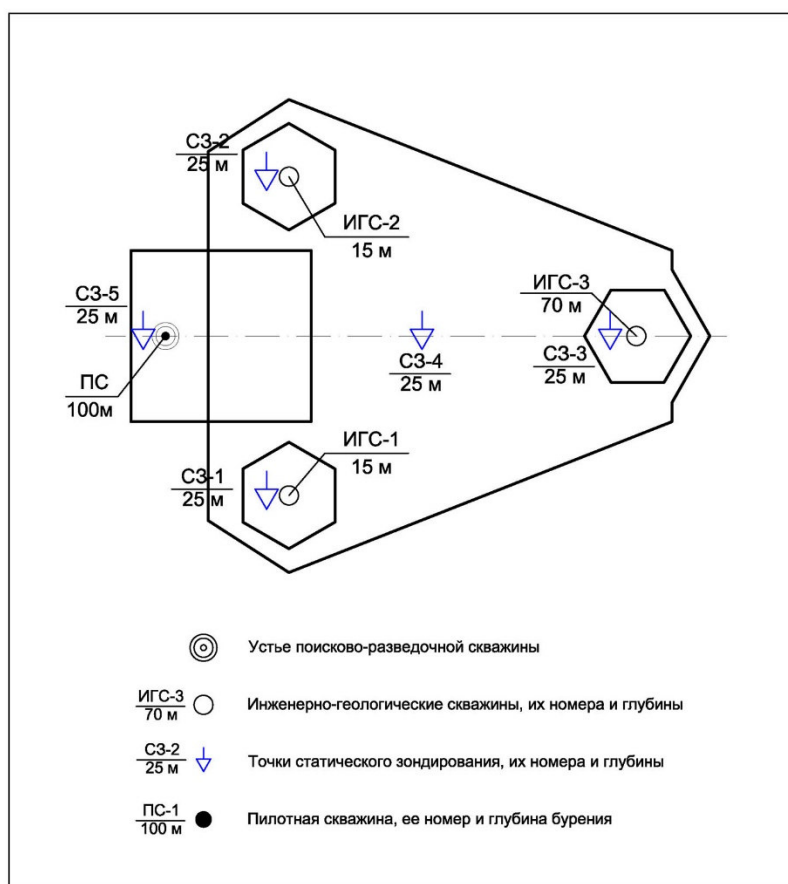 СЗ-2
25 м
ИГС-2
15 м
СЗ-5
25 м
ИГС-3
70 м
ПС
100м
СЗ-4
25 м
СЗ-3
25 м
ИГС-1
15 м
СЗ-1
25 м
Устье поисково-разведочной скважины
ИГС-3
70 м
Инженерно-геологические скважины, их номера и глубины
СЗ-2
25 м
Точки статического зондирования, их номера и глубины
ПС-1
100 м
Пилотная скважина, ее номер и глубина бурения